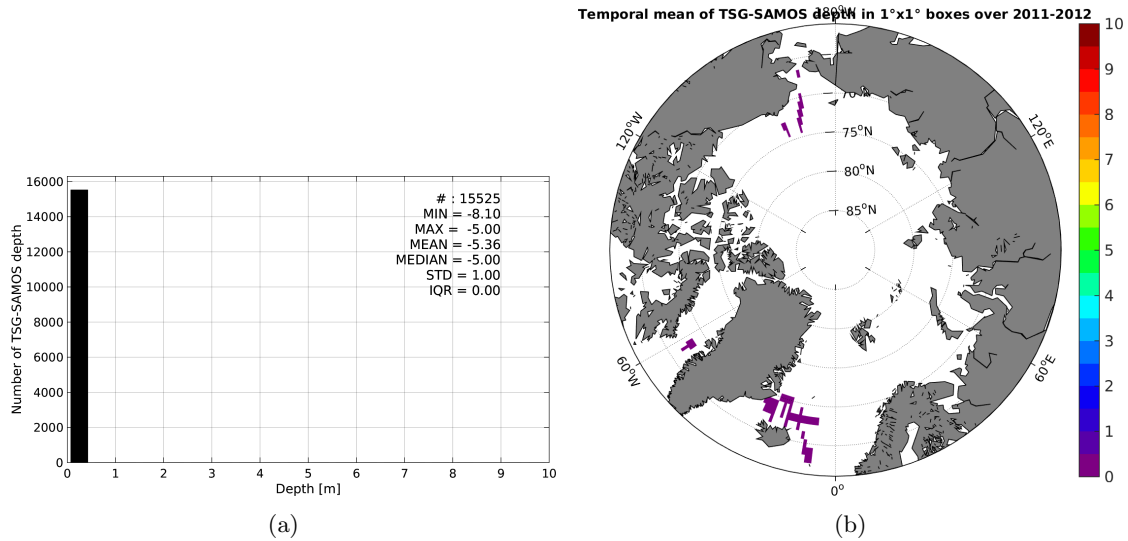 Temporal mean of TSG-SAMOS depth in 1°x1° boxes over 2011-2012
180°W
120°W
120°E
60°W
60°E
0°
70
75°N
80°N
85°N
10
9
8
7
6
5
4
3
2
1
0
16000
14000
12000
10000
8000
6000
4000
2000
0
Number of TSG-SAMOS depth
# : 15525
MIN = -8.10
MAX = -5.00
MEAN = -5.36
MEDIAN = -5.00
STD = 1.00
IQR = 0.00
0 1 2 3 4 5 6 7 8 9 10
Depth [m]
(a)
(b)